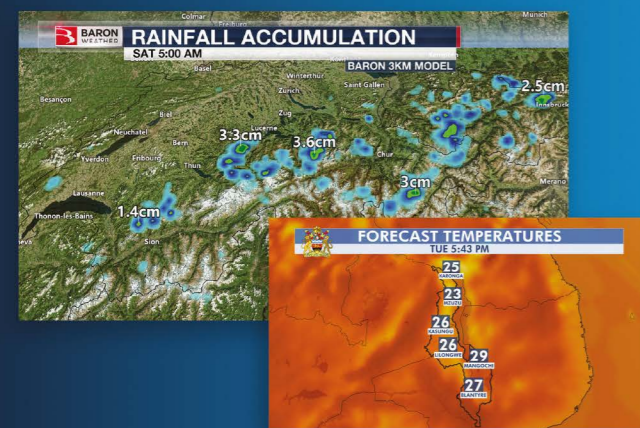 Colmar
Freiburg
Munich
BARON
WEATHER
RAINFALL ACCUMULATION
SAT 5:00 AM
BARON 3KM MODEL
Basel
Winterthur
Zürich
Saint-Gallen
2.5cm
Innsbruck
Besançon
Biel
Zug
Neuchatel
3.3cm
Lucerne
3.6cm
Bern
Yverdon
Fribourg
Thun
Chur
3cm
Merano
Lausanne
1.4cm
Thonon-les-Bains
Sion
FORECAST TEMPERATURES
TUE 5:43 PM
25
KARONGA
23
MZUZU
26
KASUNGU
26
LILONGWE
29
MANGOCHI
27
BLANTYRE